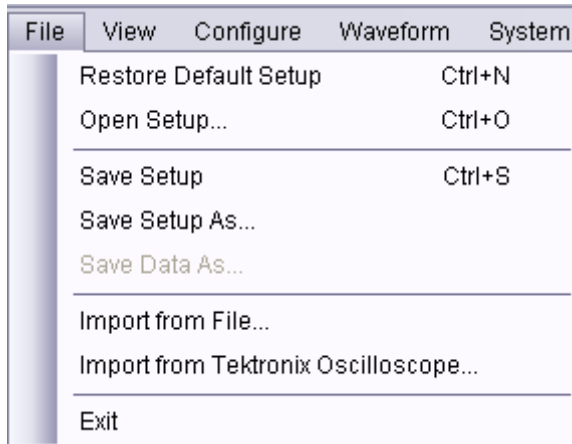 File View Configure Waveform System
Restore Default Setup Ctrl+N
Open Setup... Ctrl+O
Save Setup Ctrl+S
Save Setup As...
Save Data As...
Import from File...
Import from Tektronix Oscilloscope...
Exit